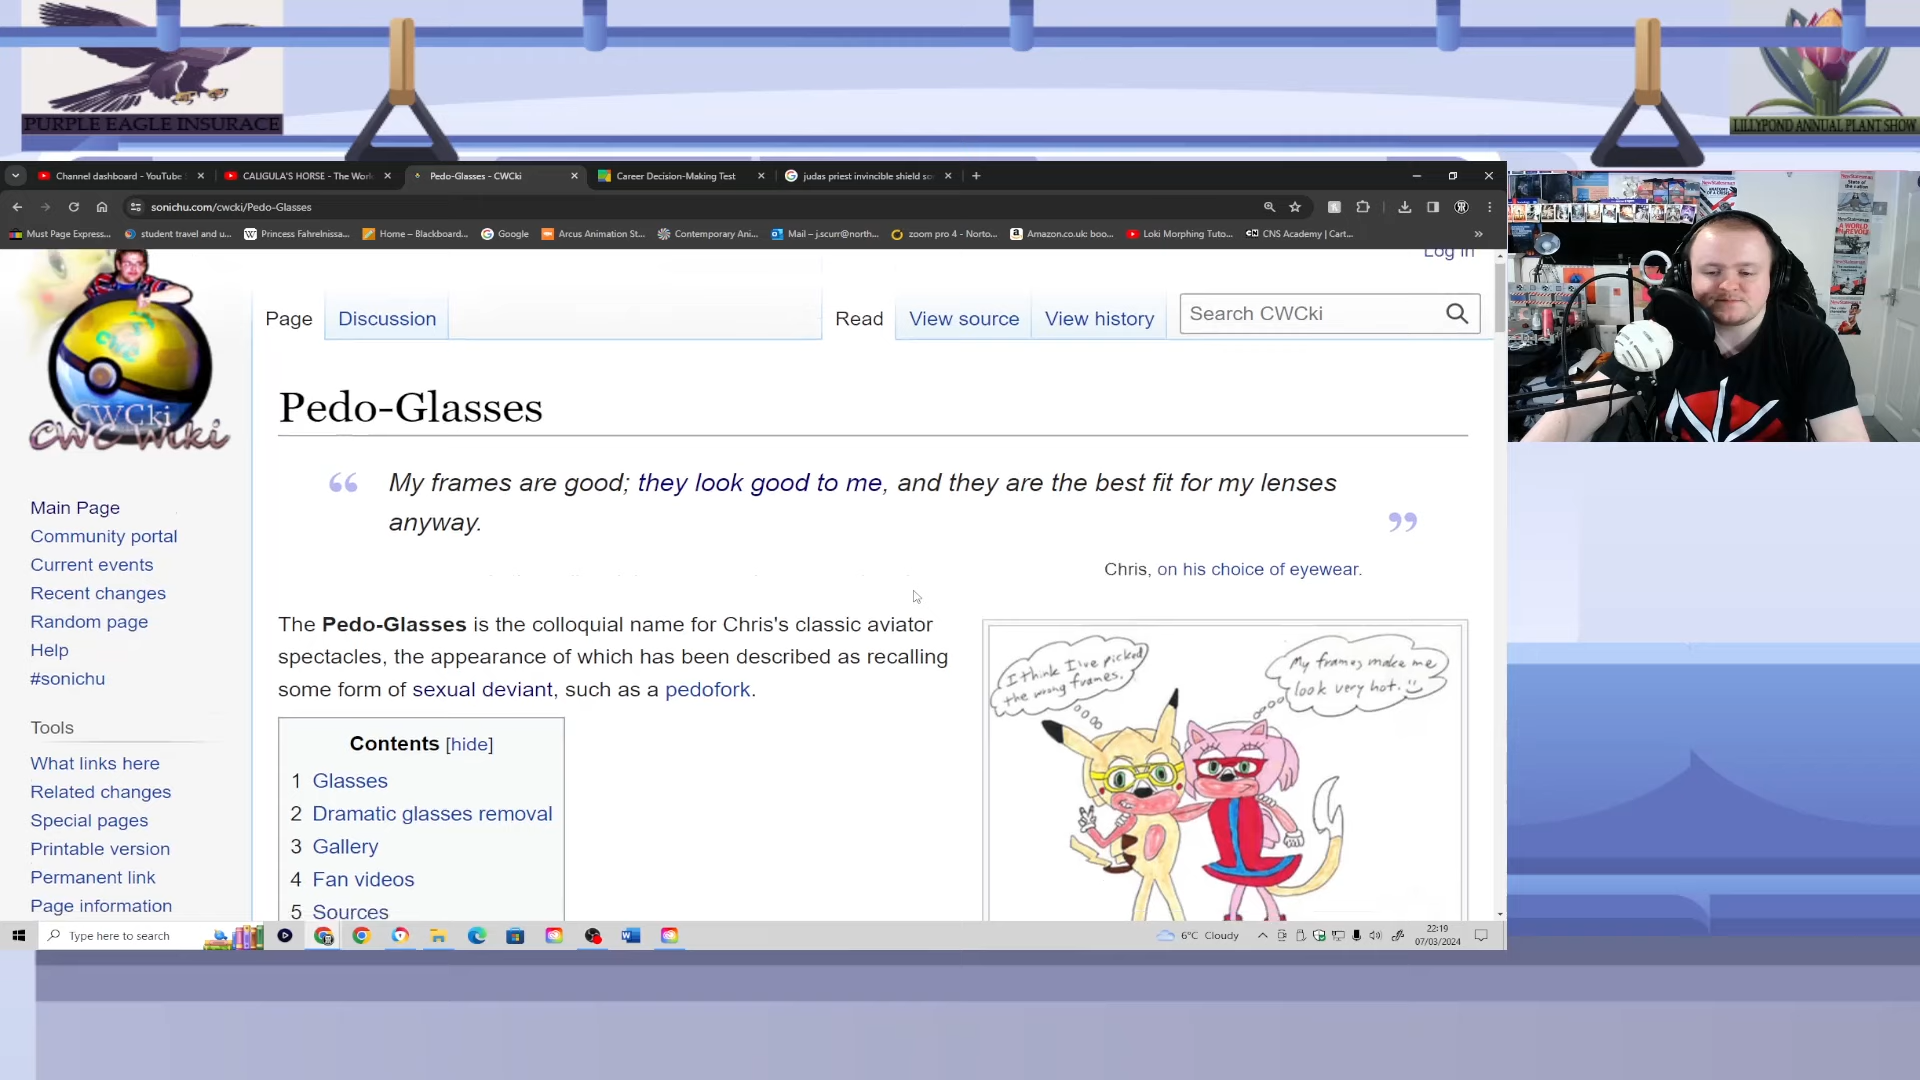 PURPLE EAGLE INSURACE
LILLYPOND ANNUAL PLANT SHOW
Channel dashboard - YouTube
CALIGULA'S HORSE - The Worl
Pedo-Glasses - CWCki
Career Decision-Making Test
judas priest invincible shield so
sonichu.com/cwcki/Pedo-Glasses
Must Page Express...
student travel and u...
Princess Fahrelnissa...
Home – Blackboard...
Google
Arcus Animation St...
Contemporary Ani...
Mail – j.scurr@north...
zoom pro 4 - Norto...
Amazon.co.uk: boo...
Loki Morphing Tuto...
CNS Academy | Cart...
Log in
CWCki
CWC Wiki
Page
Discussion
Read
View source
View history
Search CWCki
Pedo-Glasses
“ My frames are good; they look good to me, and they are the best fit for my lenses
anyway. ”
Chris, on his choice of eyewear.
The Pedo-Glasses is the colloquial name for Chris's classic aviator
spectacles, the appearance of which has been described as recalling
some form of sexual deviant, such as a pedofork.
Contents [hide]
1 Glasses
2 Dramatic glasses removal
3 Gallery
4 Fan videos
5 Sources
I think I've picked
the wrong frames.
My frames make me
look very hot.
Main Page
Community portal
Current events
Recent changes
Random page
Help
#sonichu
Tools
What links here
Related changes
Special pages
Printable version
Permanent link
Page information
Type here to search
6°C Cloudy
22:19
07/03/2024